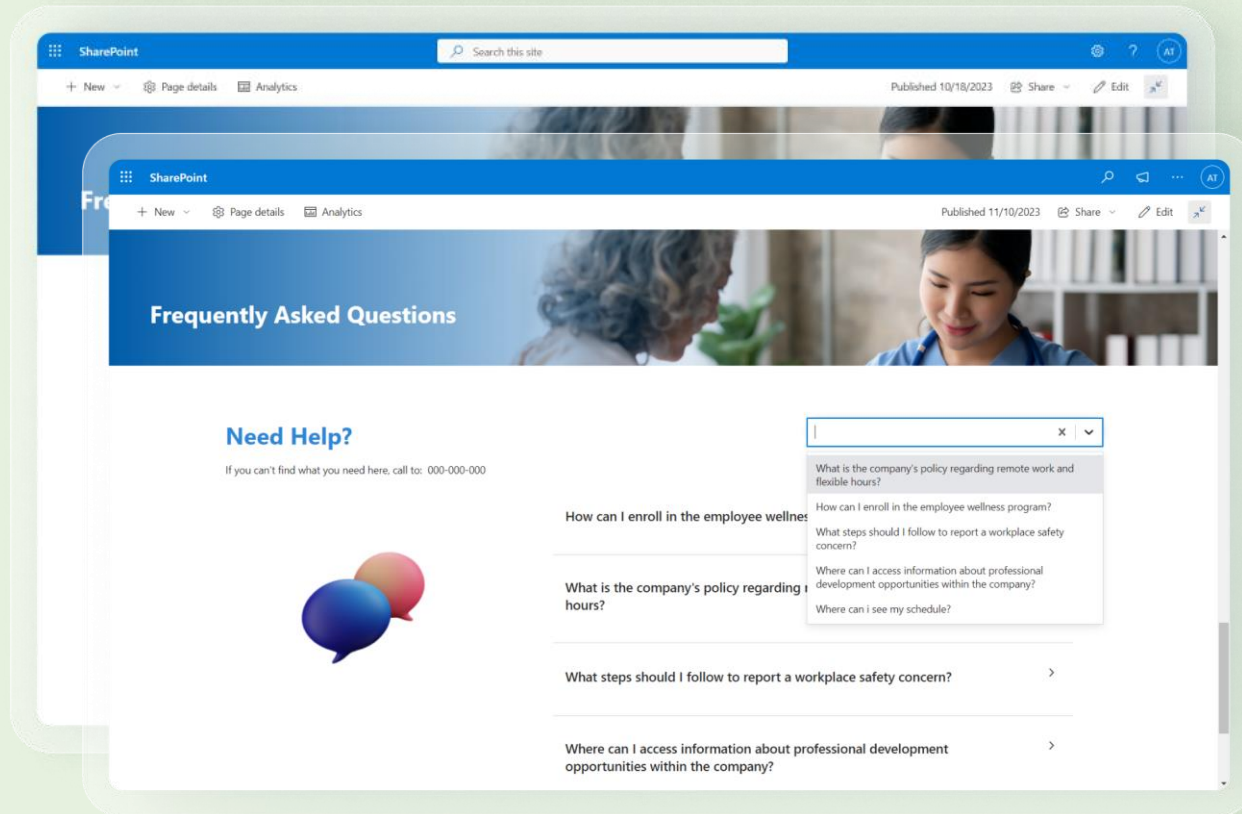 SharePoint
Search this site
?
AT
+ New
Page details
Analytics
Published 10/18/2023
Share
Edit
Fre
SharePoint
...
AT
+ New
Page details
Analytics
Published 11/10/2023
Share
Edit
Frequently Asked Questions
Need Help?
If you can't find what you need here, call to: 000-000-000
What is the company's policy regarding remote work and
flexible hours?
How can I enroll in the employee wellness program?
What steps should I follow to report a workplace safety
concern?
Where can I access information about professional
development opportunities within the company?
Where can i see my schedule?
How can I enroll in the employee wellnes
What is the company's policy regarding
hours?
What steps should I follow to report a workplace safety concern?
Where can I access information about professional development
opportunities within the company?